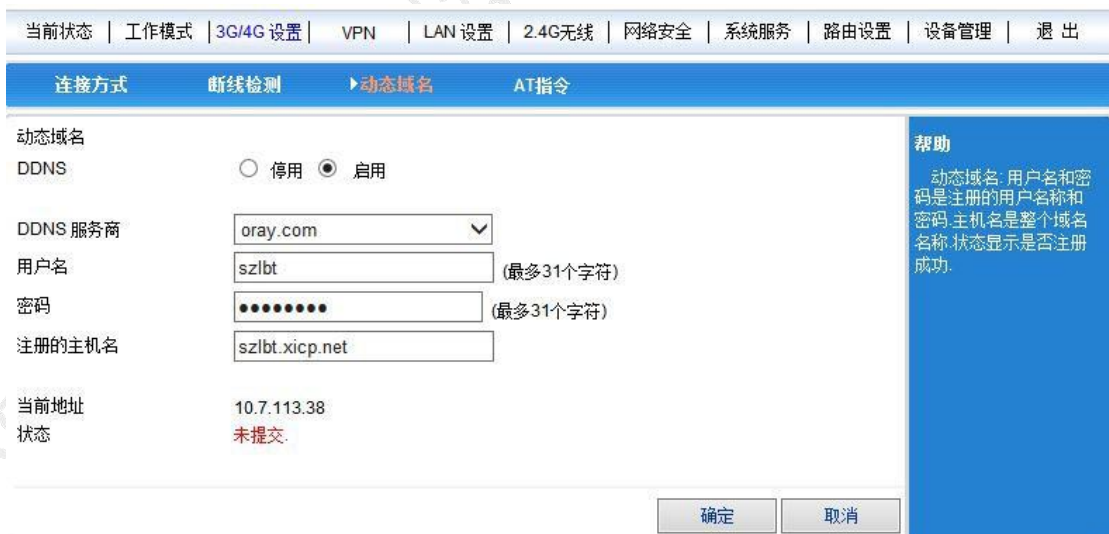 当前状态 | 工作模式 | 3G/4G 设置 | VPN | LAN 设置 | 2.4G无线 | 网络安全 | 系统服务 | 路由设置 | 设备管理 | 退 出
连接方式 断线检测 动态域名 AT指令
动态域名
DDNS 停用 启用
DDNS 服务商 oray.com
用户名 szlbt (最多31个字符)
密码 ●●●●●●●● (最多31个字符)
注册的主机名 szlbt.xicp.net
当前地址 10.7.113.38
状态 未提交.
确定 取消
帮助
动态域名: 用户名和密
码是注册的用户名称和
密码.主机名是整个域名
名称.状态显示是否注册
成功.